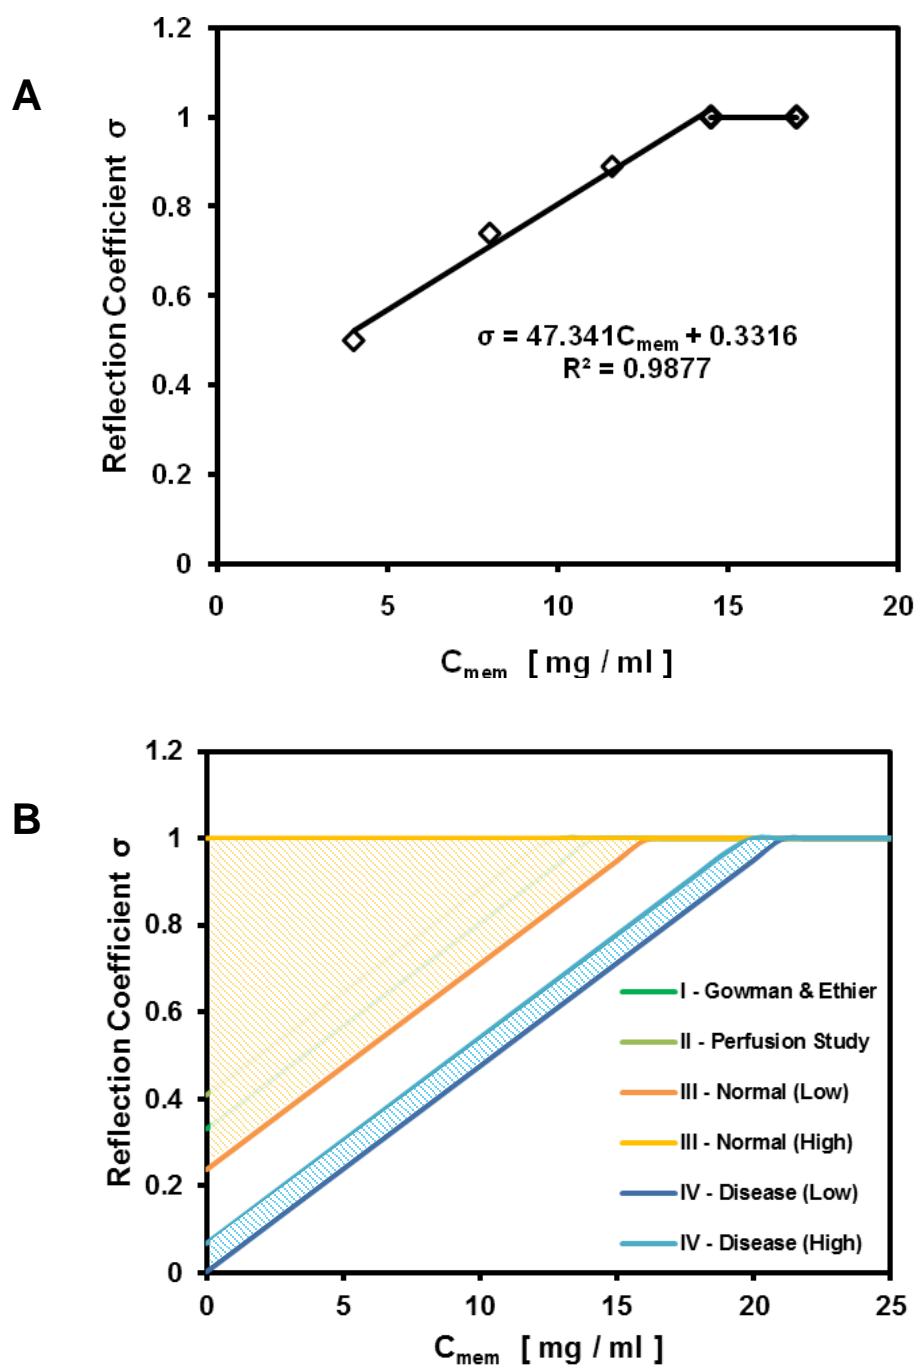 A
1.2
1
0.8
0.6
0.4
0.2
0
Reflection Coefficient σ
σ = 47.341Cmem + 0.3316
R² = 0.9877
0 5 10 15 20
Cmem [ mg / ml ]
B
1.2
1
0.8
0.6
0.4
0.2
0
Reflection Coefficient σ
I - Gowman & Ethier
II - Perfusion Study
III - Normal (Low)
III - Normal (High)
IV - Disease (Low)
IV - Disease (High)
0 5 10 15 20 25
Cmem [ mg / ml ]